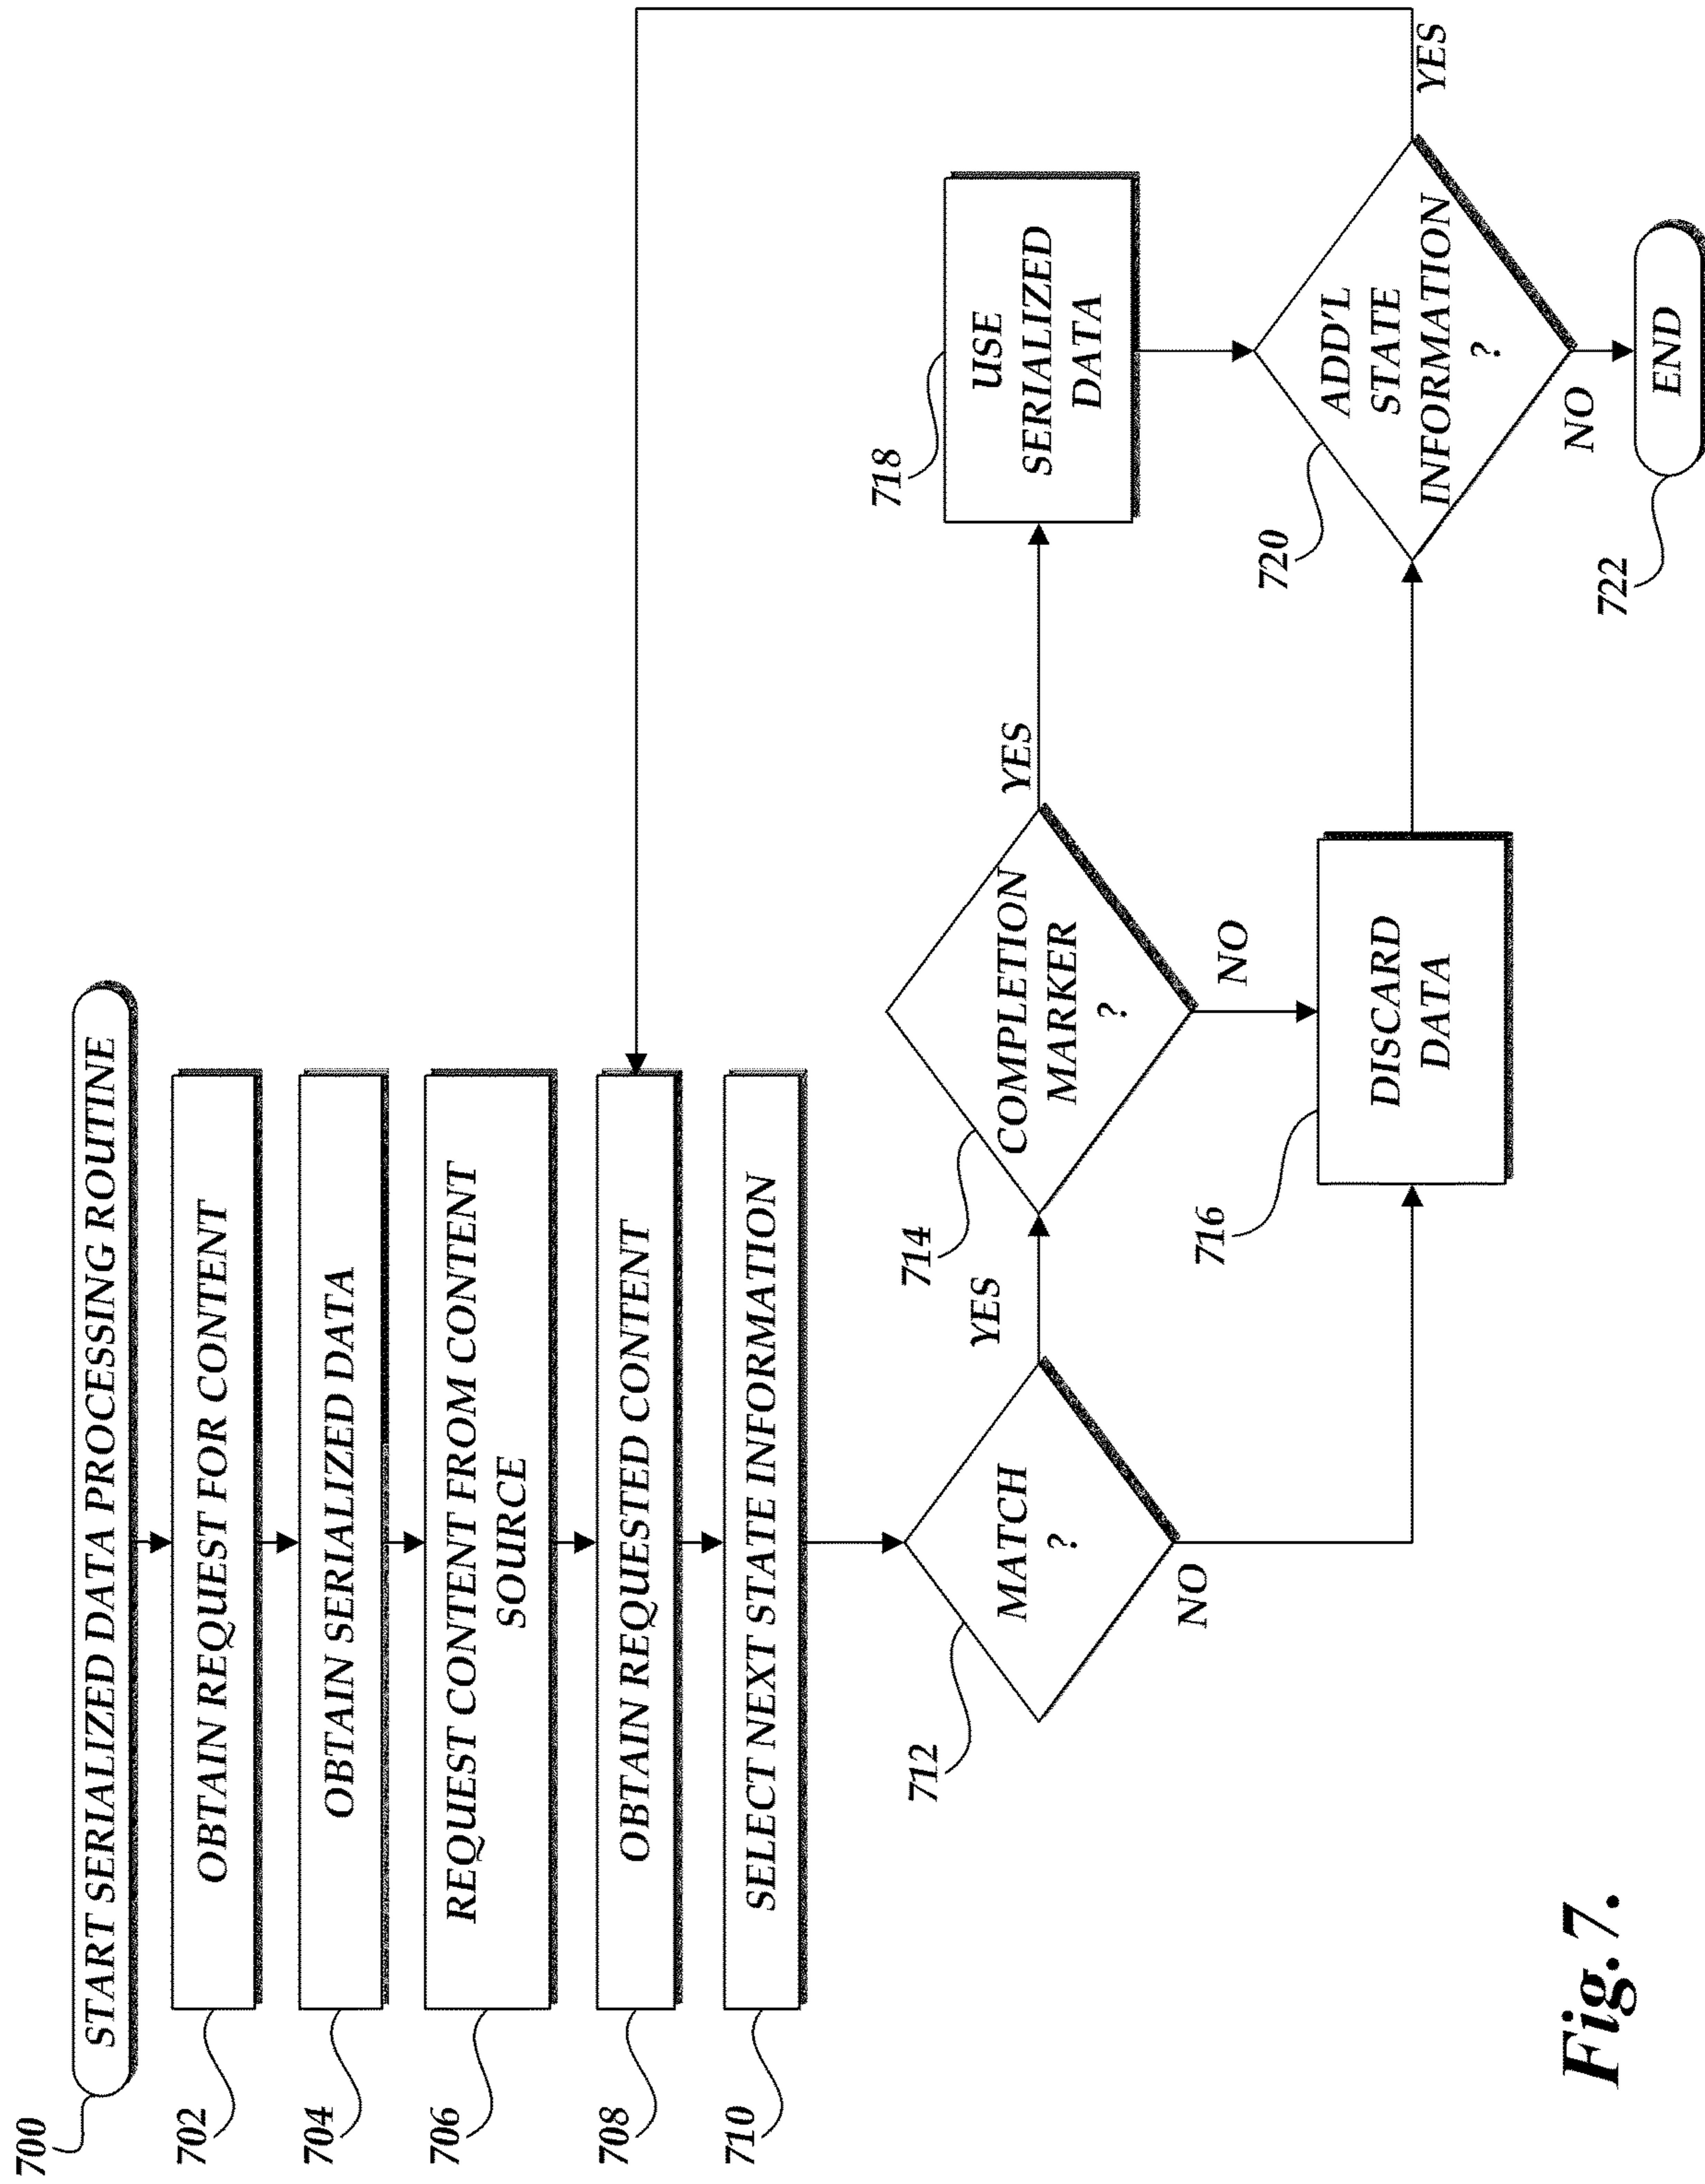 700
START SERIALIZED DATA PROCESSING ROUTINE
702
OBTAIN REQUEST FOR CONTENT
704
OBTAIN SERIALIZED DATA
706
REQUEST CONTENT FROM CONTENT
SOURCE
708
OBTAIN REQUESTED CONTENT
710
SELECT NEXT STATE INFORMATION
712
MATCH
?
YES
NO
714
COMPLETION
MARKER
?
YES
NO
716
DISCARD
DATA
718
USE
SERIALIZED
DATA
720
ADD'L
STATE
INFORMATION
?
YES
NO
722
END
Fig.7.